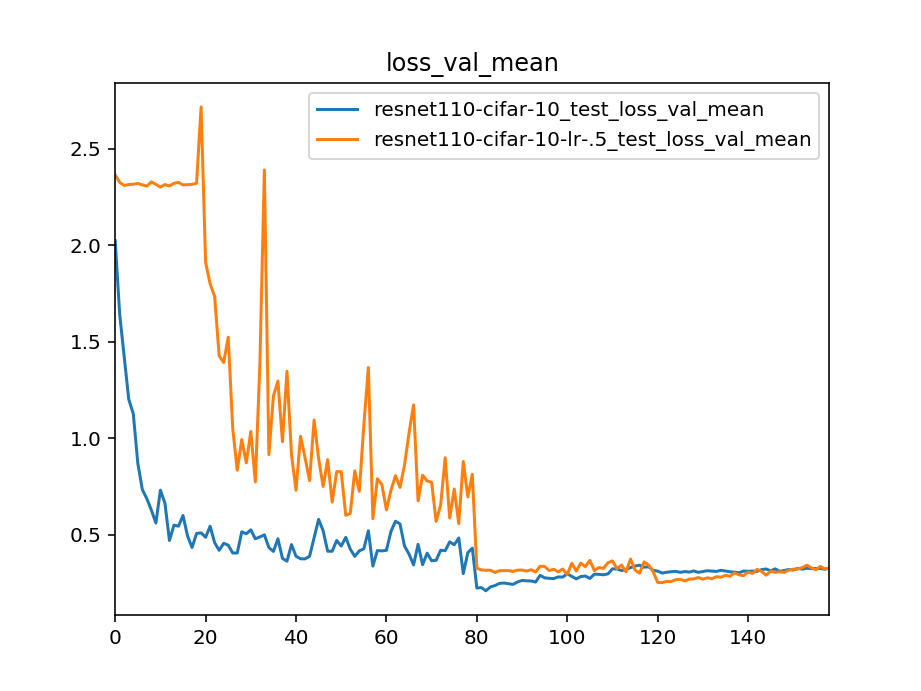 loss_val_mean
resnet110-cifar-10_test_loss_val_mean
resnet110-cifar-10-lr-.5_test_loss_val_mean
2.5
2.0
1.5
1.0
0.5
0 20 40 60 80 100 120 140